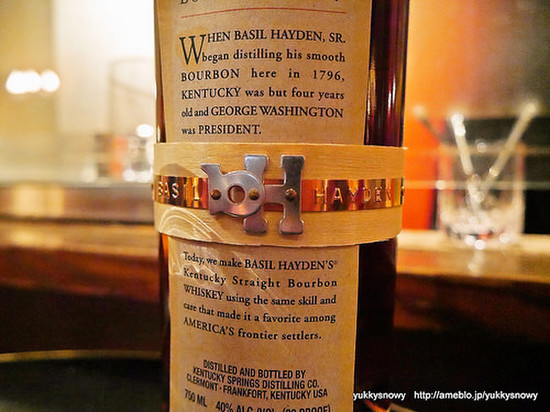 WHEN BASIL HAYDEN, SR.
began distilling his smooth
BOURBON here in 1796,
KENTUCKY was but four years
old and GEORGE WASHINGTON
was PRESIDENT.
BH HAYDEN
Today, we make BASIL HAYDEN'S®
Kentucky Straight Bourbon
WHISKEY using the same skill and
care that made it a favorite among
AMERICA'S frontier settlers.
DISTILLED AND BOTTLED BY
KENTUCKY SPRINGS DISTILLING CO.
CLERMONT - FRANKFORT, KENTUCKY USA
750 ML 40% ALC.
yukkysnowy http://ameblo.jp/yukkysnowy